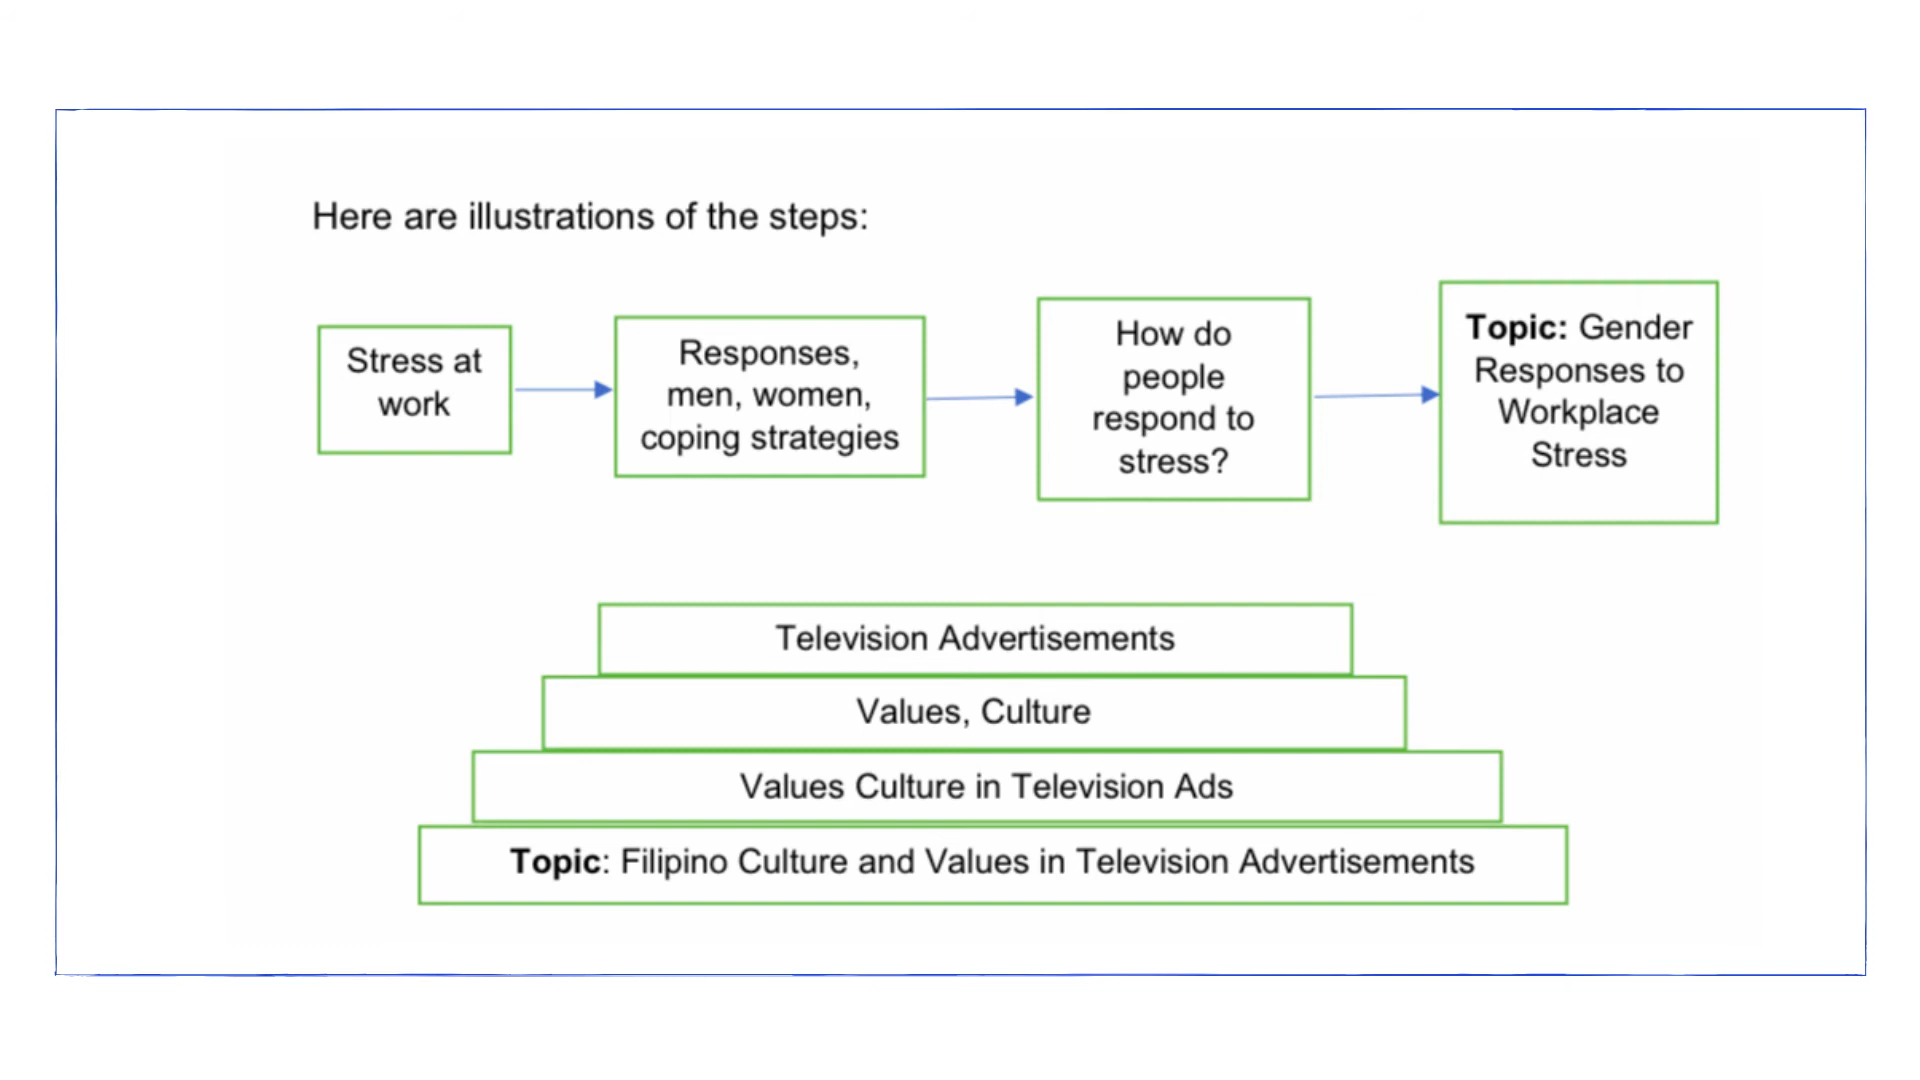 Here are illustrations of the steps:
Stress at
work
Responses,
men, women,
coping strategies
How do
people
respond to
stress?
Topic: Gender
Responses to
Workplace
Stress
Television Advertisements
Values, Culture
Values Culture in Television Ads
Topic: Filipino Culture and Values in Television Advertisements